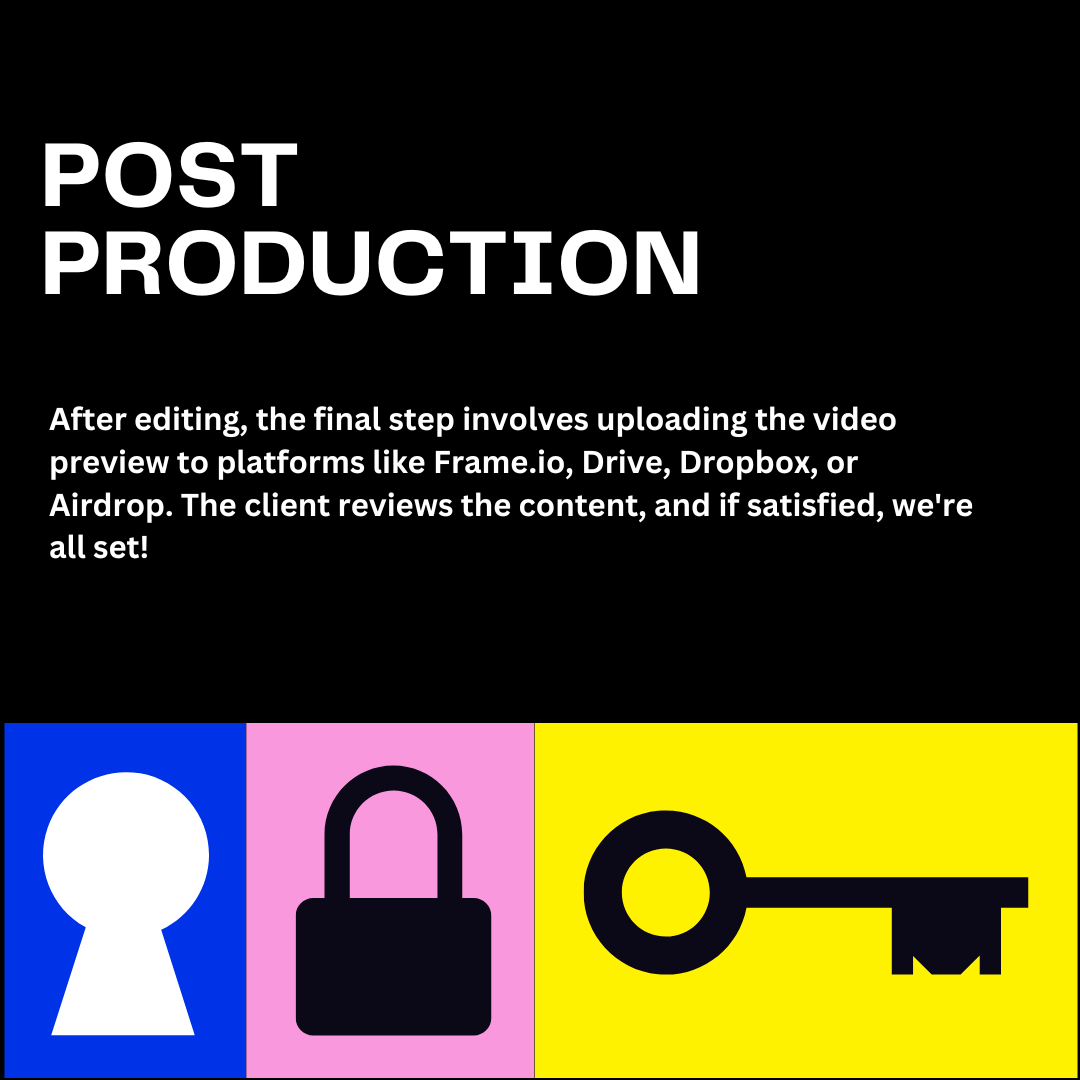 POST
PRODUCTION
After editing, the final step involves uploading the video
preview to platforms like Frame.io, Drive, Dropbox, or
Airdrop. The client reviews the content, and if satisfied, we're
all set!